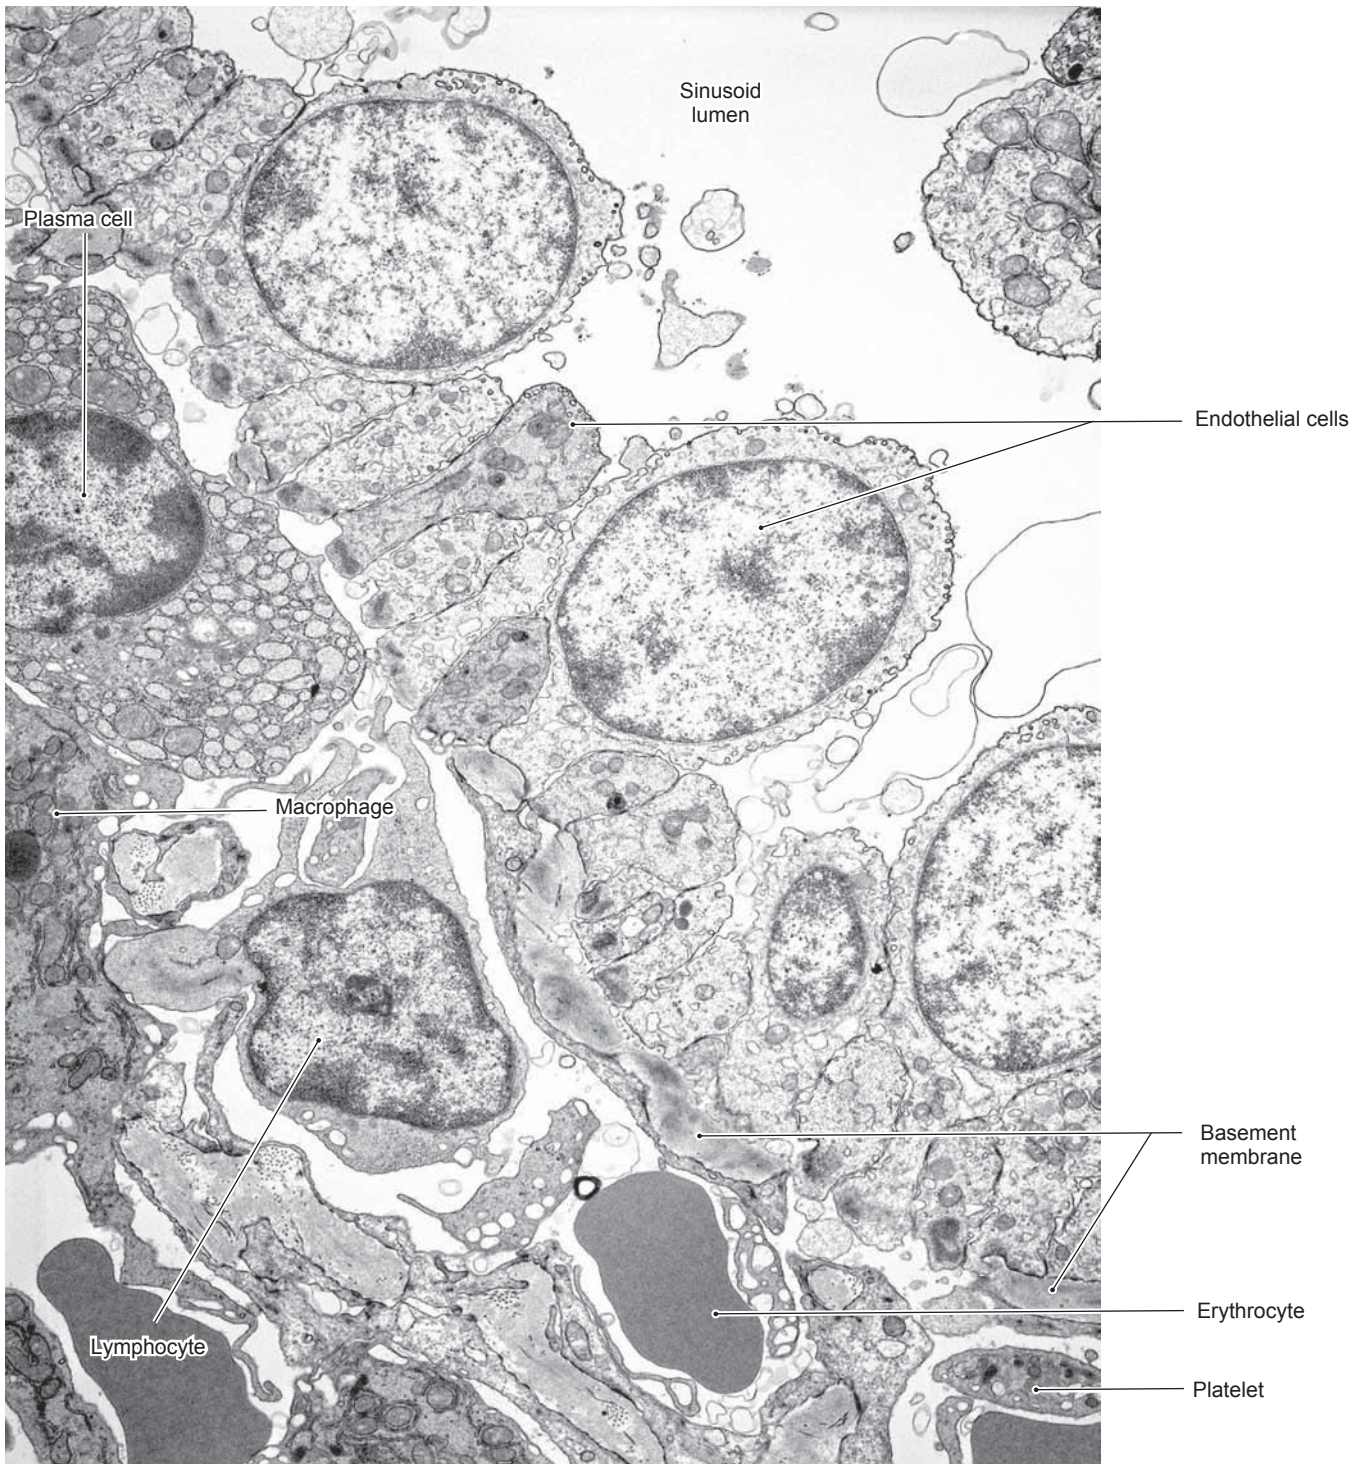 Sinusoid
lumen
Plasma cell
Endothelial cells
Macrophage
Basement
membrane
Erythrocyte
Lymphocyte
Platelet